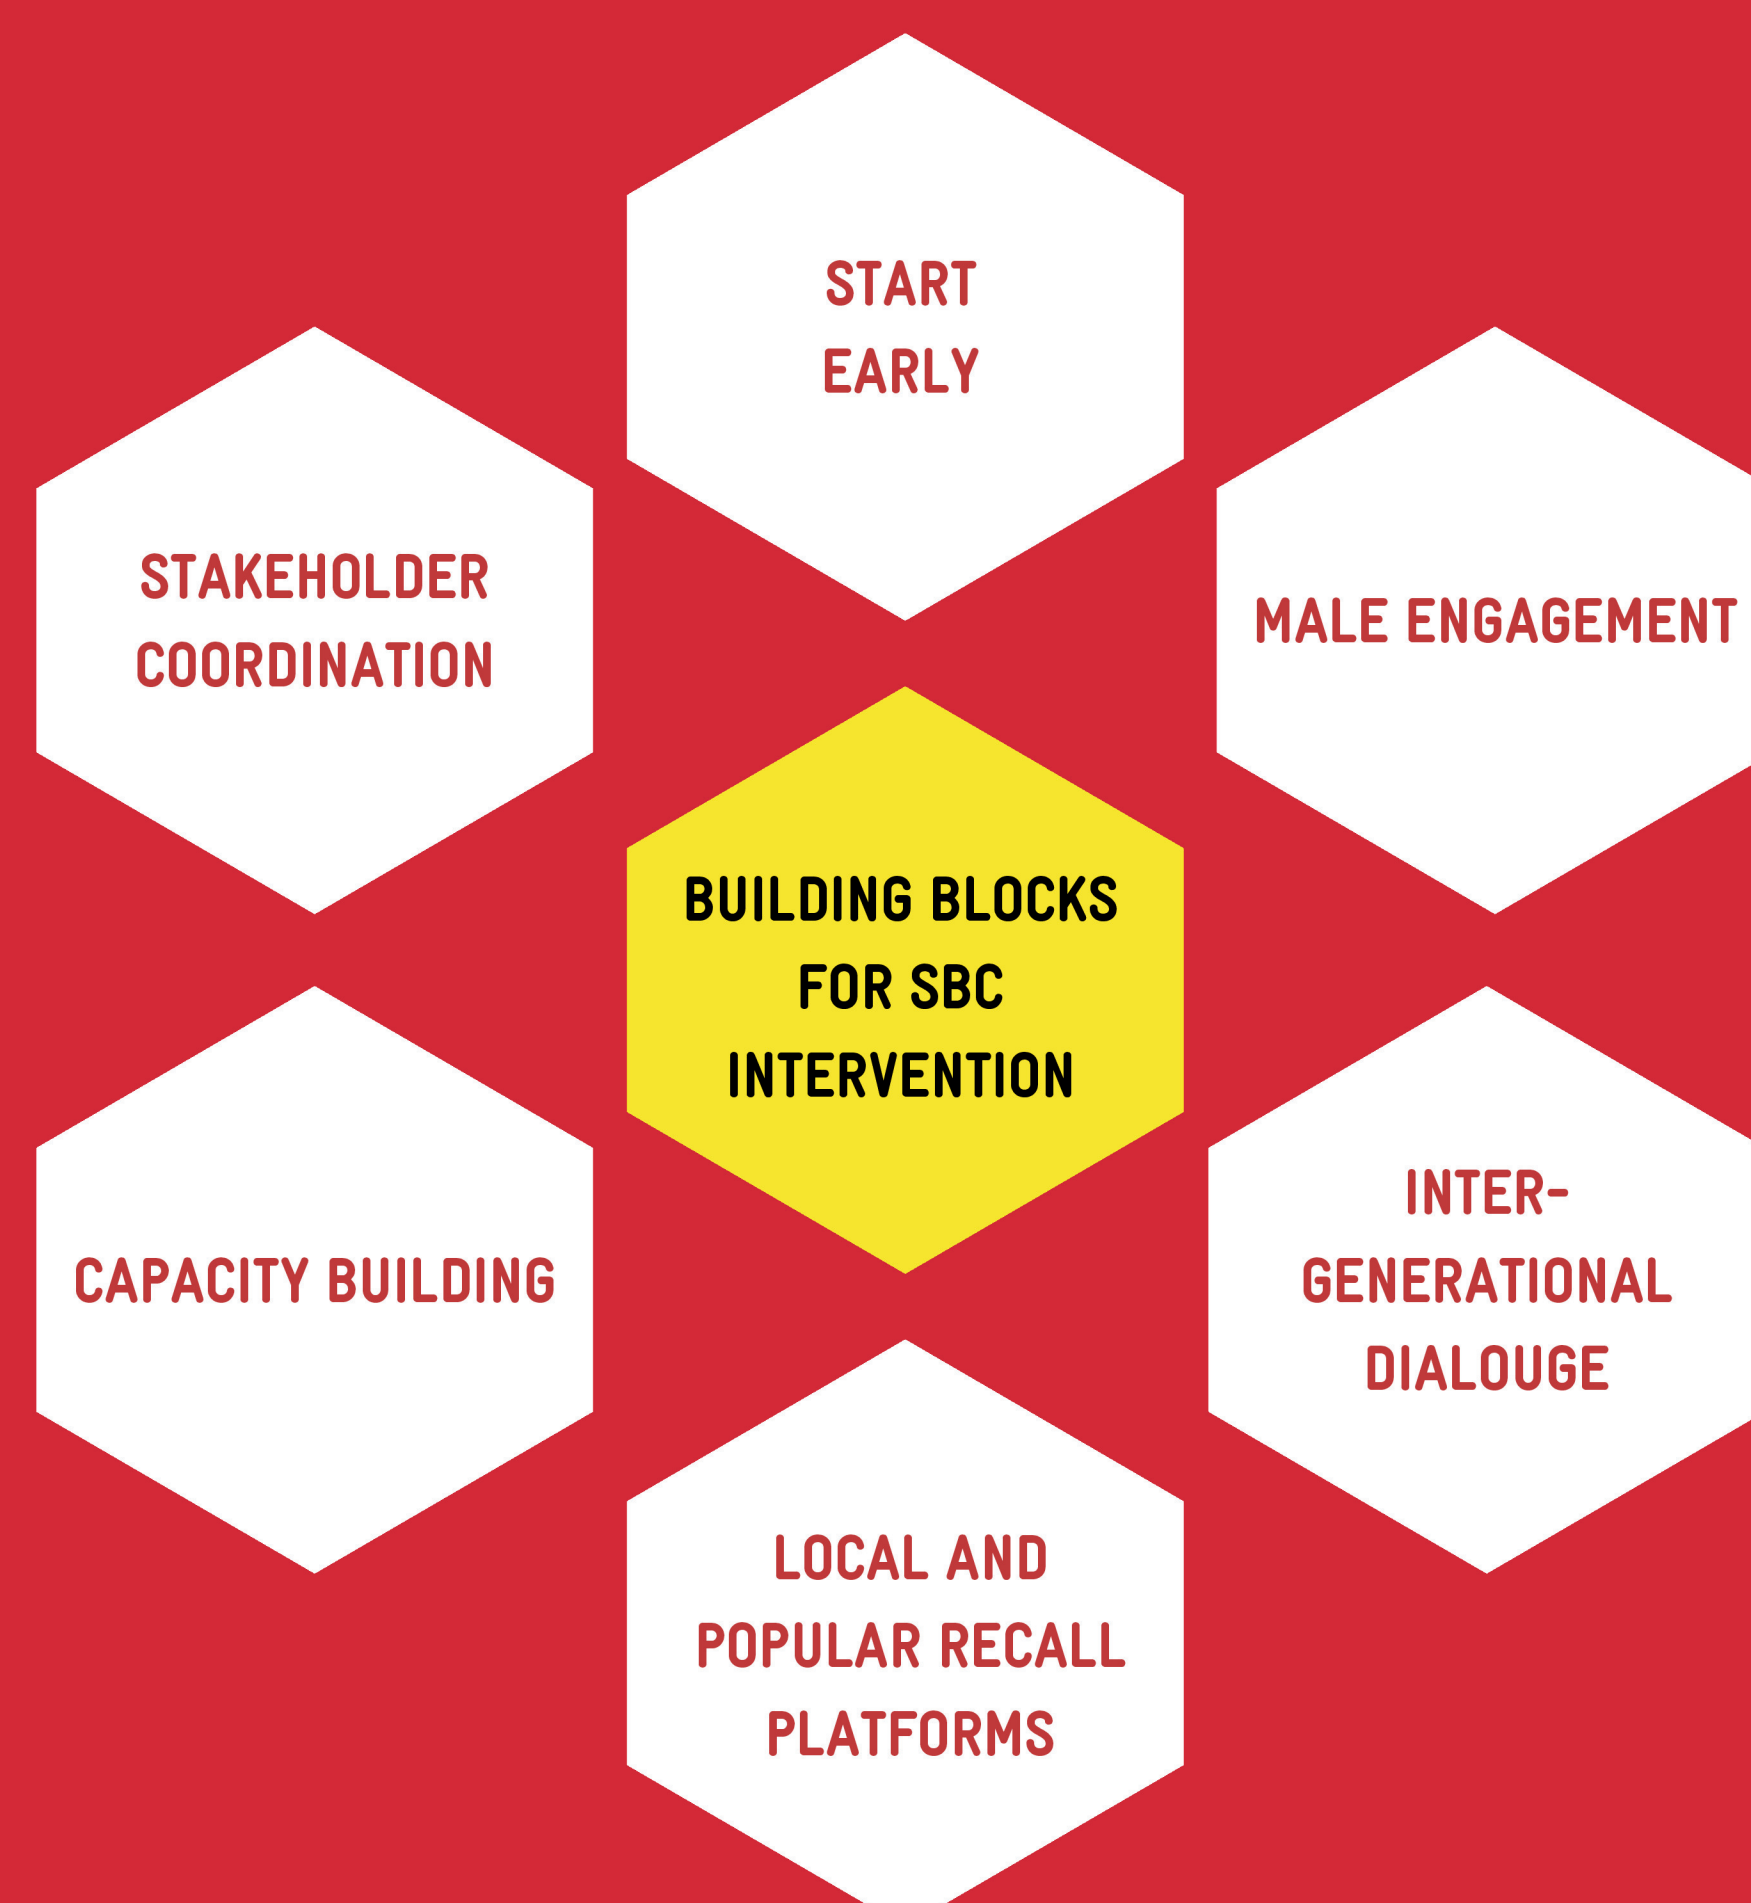 START
EARLY
STAKEHOLDER
COORDINATION
MALE ENGAGEMENT
BUILDING BLOCKS
FOR SBC
INTERVENTION
CAPACITY BUILDING
INTER-
GENERATIONAL
DIALOUGE
LOCAL AND
POPULAR RECALL
PLATFORMS